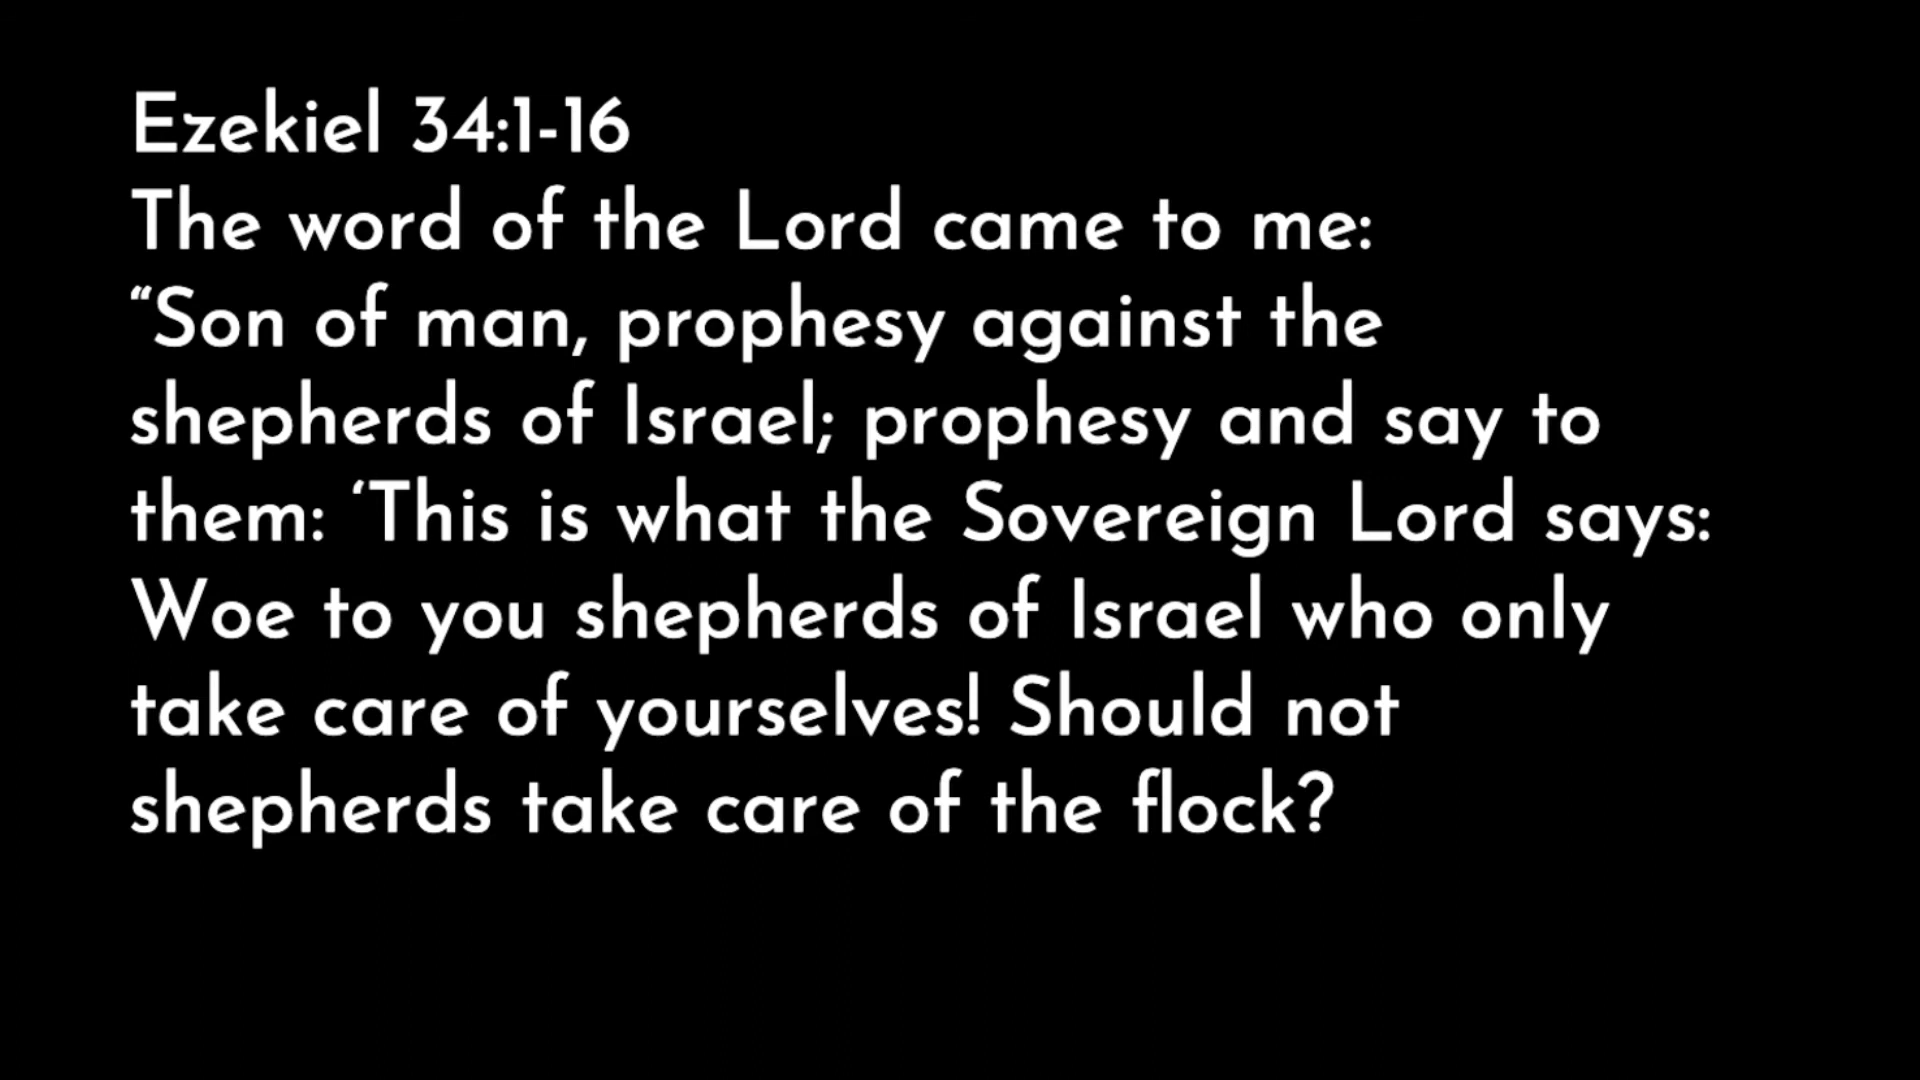 Ezekiel 34:1-16
The word of the Lord came to me:
“Son of man, prophesy against the
shepherds of Israel; prophesy and say to
them: ‘This is what the Sovereign Lord says:
Woe to you shepherds of Israel who only
take care of yourselves! Should not
shepherds take care of the flock?